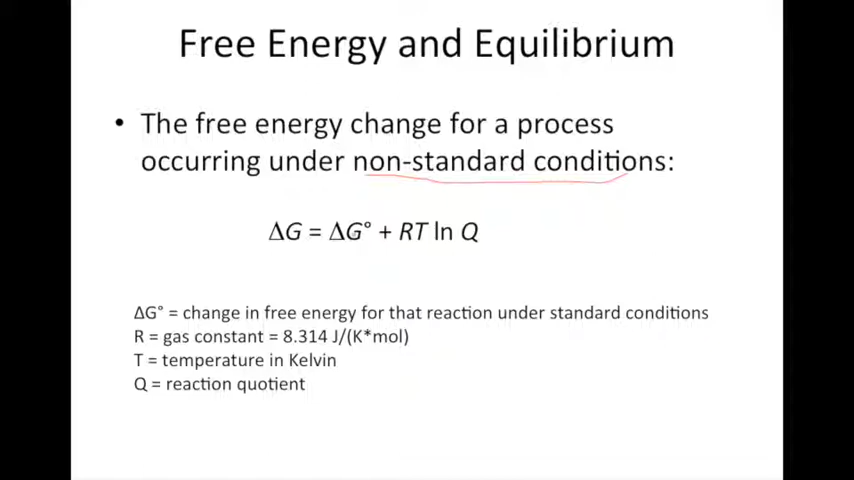 Free Energy and Equilibrium
• The free energy change for a process
occurring under non-standard conditions:
ΔG = ΔG° + RT ln Q
ΔG° = change in free energy for that reaction under standard conditions
R = gas constant = 8.314 J/(K*mol)
T = temperature in Kelvin
Q = reaction quotient